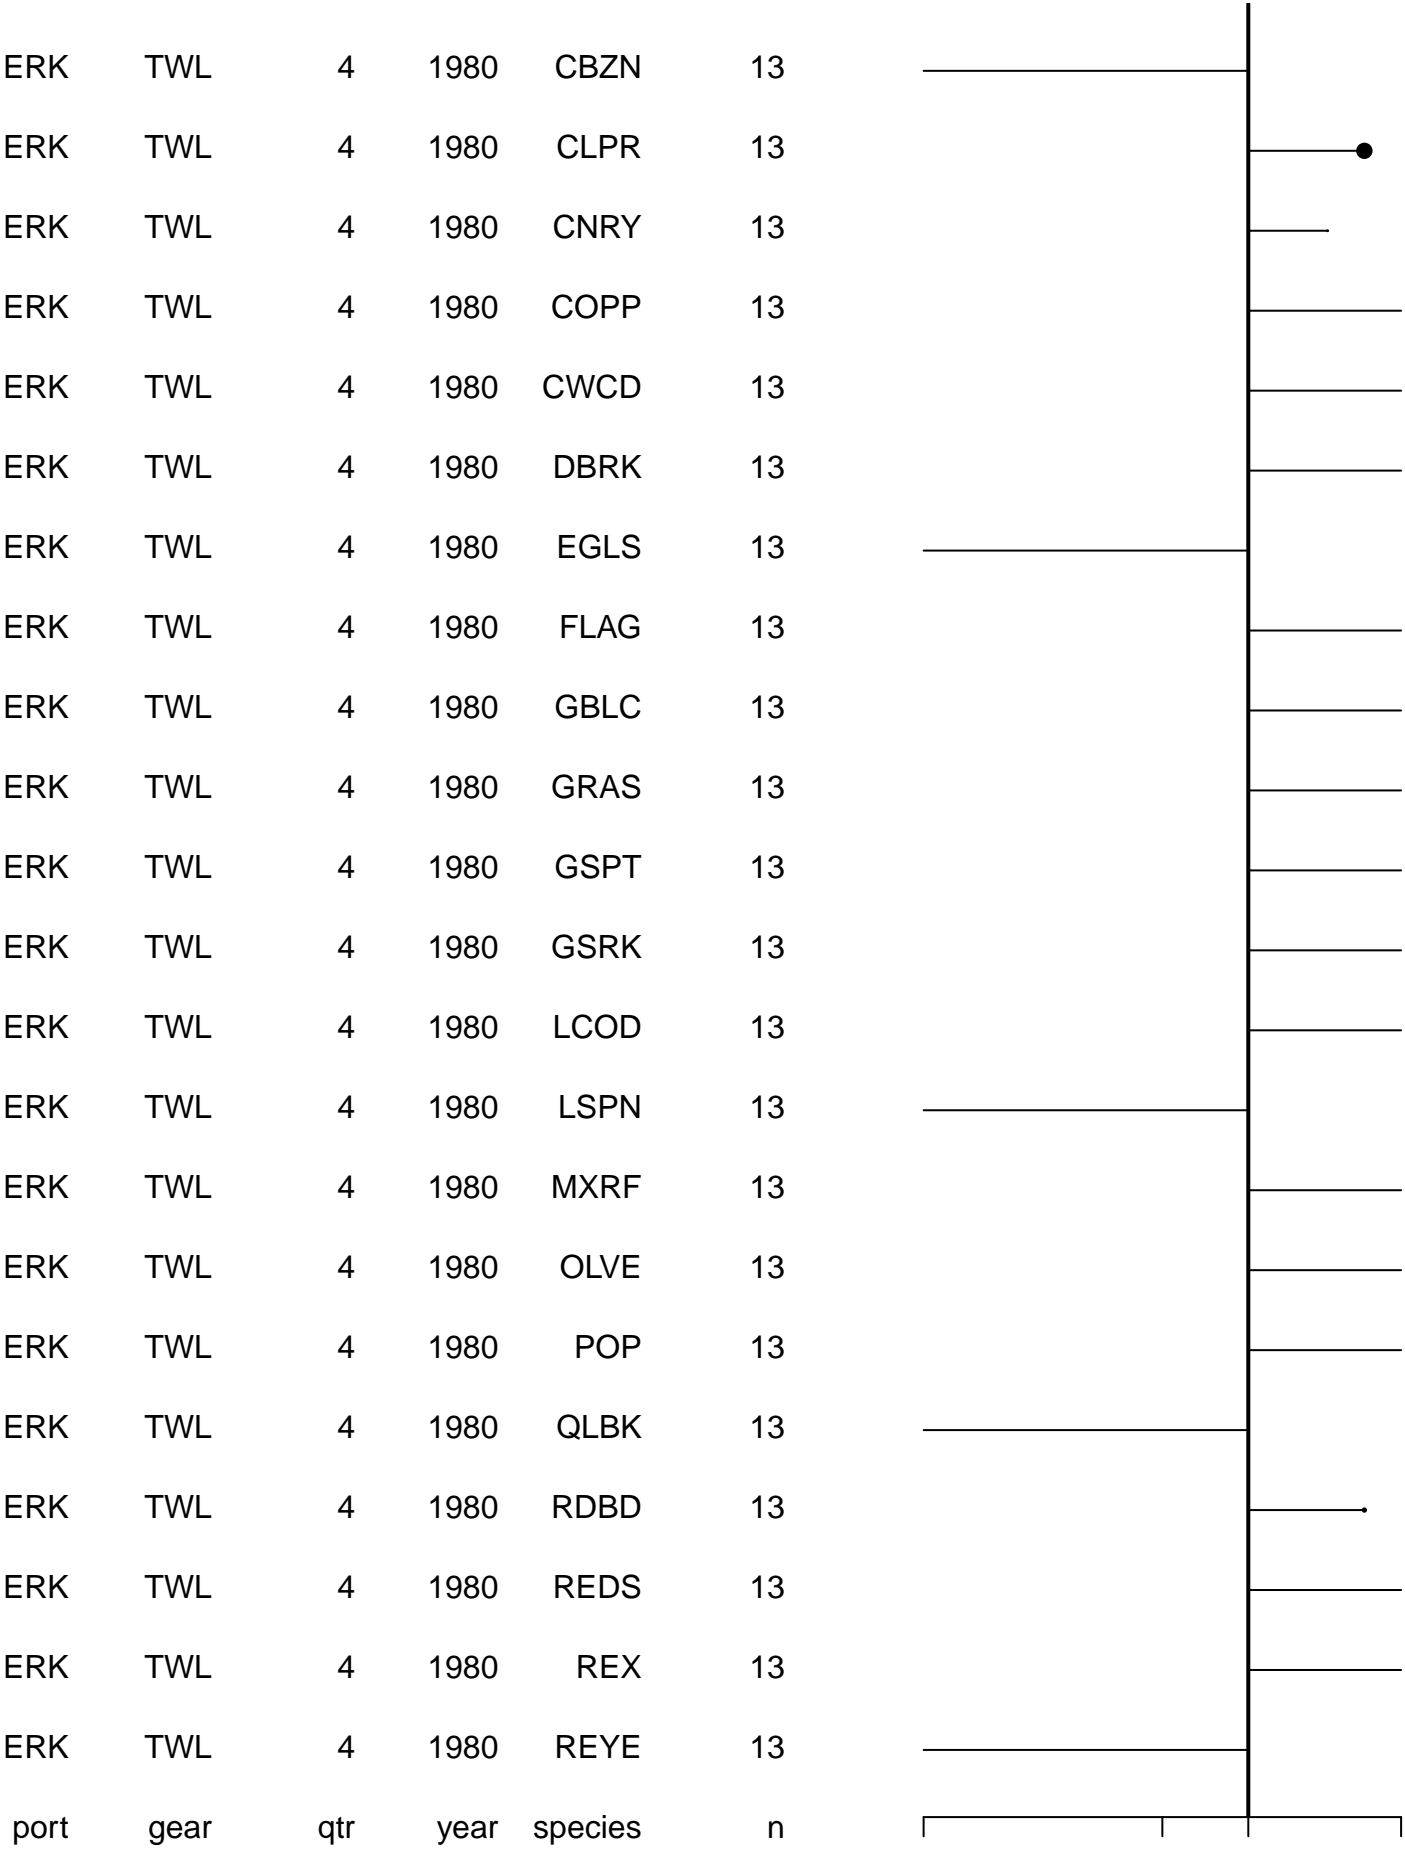 ERK TWL 4 1980 CBZN 13
ERK TWL 4 1980 CLPR 13
ERK TWL 4 1980 CNRY 13
ERK TWL 4 1980 COPP 13
ERK TWL 4 1980 CWCD 13
ERK TWL 4 1980 DBRK 13
ERK TWL 4 1980 EGLS 13
ERK TWL 4 1980 FLAG 13
ERK TWL 4 1980 GBLC 13
ERK TWL 4 1980 GRAS 13
ERK TWL 4 1980 GSPT 13
ERK TWL 4 1980 GSRK 13
ERK TWL 4 1980 LCOD 13
ERK TWL 4 1980 LSPN 13
ERK TWL 4 1980 MXRF 13
ERK TWL 4 1980 OLVE 13
ERK TWL 4 1980 POP 13
ERK TWL 4 1980 QLBK 13
ERK TWL 4 1980 RDBD 13
ERK TWL 4 1980 REDS 13
ERK TWL 4 1980 REX 13
ERK TWL 4 1980 REYE 13
port gear qtr year species n